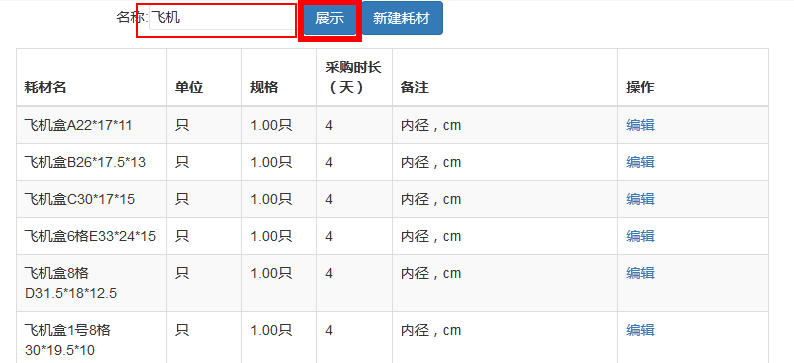 名称:飞机 展示 新建耗材
耗材名 单位 规格 采购时长（天） 备注 操作
飞机盒A22*17*11 只 1.00只 4 内径，cm 编辑
飞机盒B26*17.5*13 只 1.00只 4 内径，cm 编辑
飞机盒C30*17*15 只 1.00只 4 内径，cm 编辑
飞机盒6格E33*24*15 只 1.00只 4 内径，cm 编辑
飞机盒8格 只 1.00只 4 内径，cm 编辑
D31.5*18*12.5
飞机盒1号8格 只 1.00只 4 内径，cm 编辑
30*19.5*10